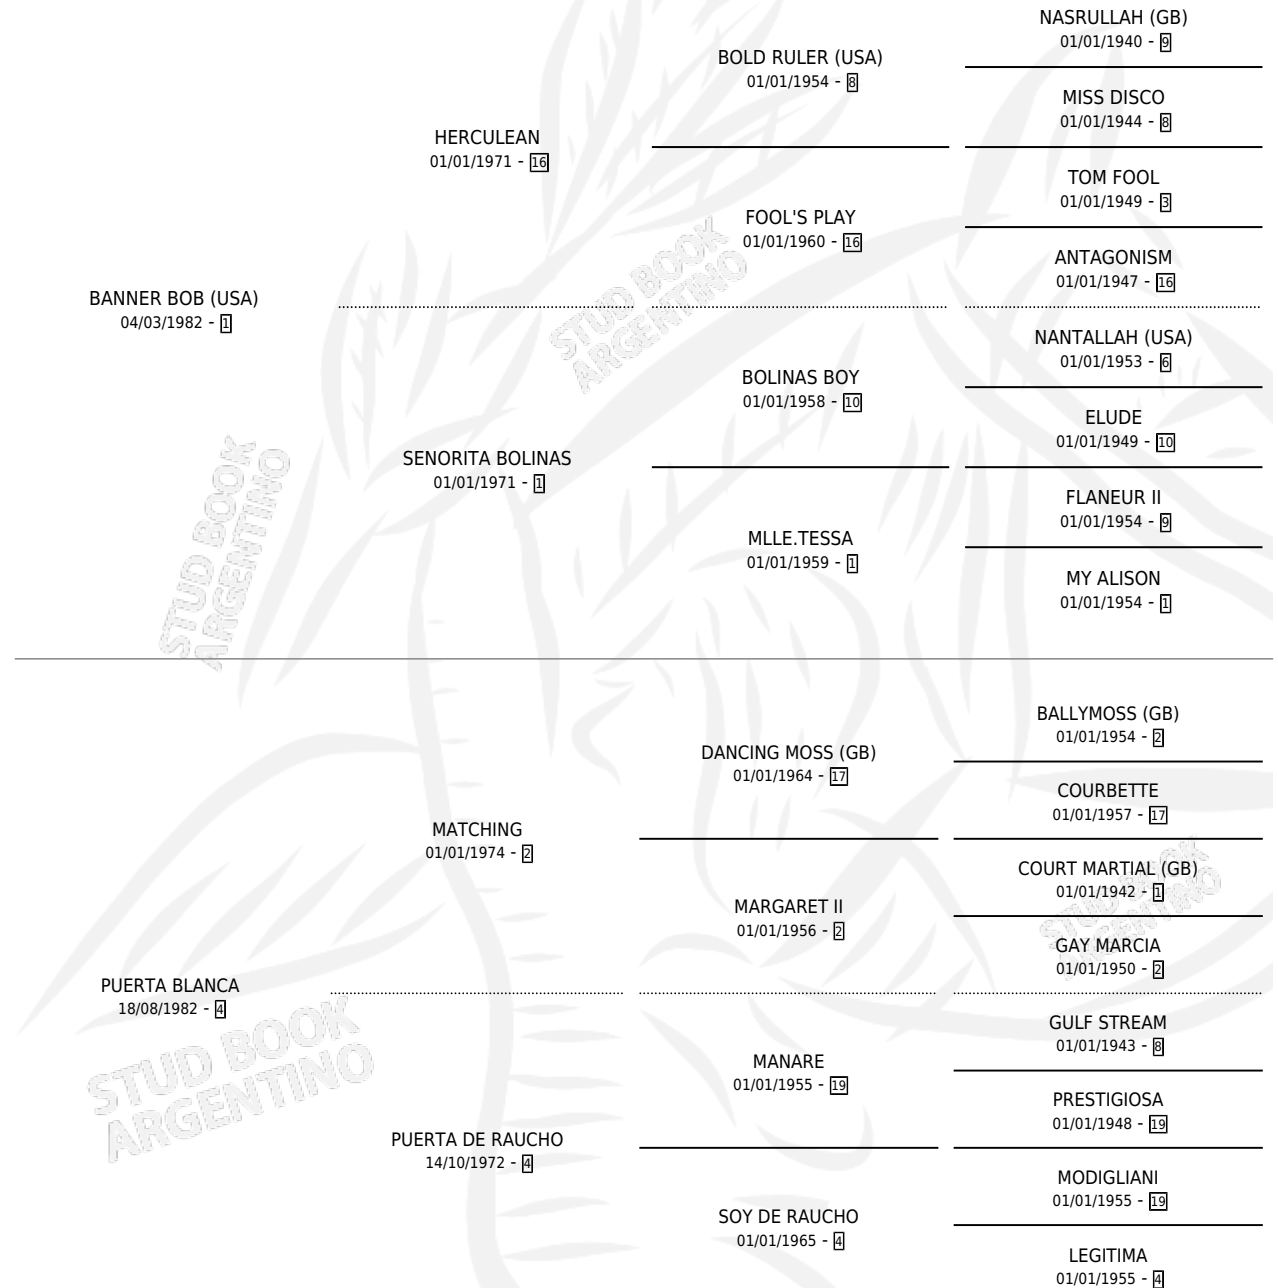 NASRULLAH (GB)
01/01/1940 - 9
BOLD RULER (USA)
01/01/1954 - 8
MISS DISCO
01/01/1944 - 8
HERCULEAN
01/01/1971 - 16
TOM FOOL
01/01/1949 - 3
FOOL'S PLAY
01/01/1960 - 16
ANTAGONISM
01/01/1947 - 16
BANNER BOB (USA)
04/03/1982 - 1
NANTALLAH (USA)
01/01/1953 - 6
BOLINAS BOY
01/01/1958 - 10
ELUDE
01/01/1949 - 10
SENORITA BOLINAS
01/01/1971 - 1
FLANEUR II
01/01/1954 - 9
MLLE.TESSA
01/01/1959 - 1
MY ALISON
01/01/1954 - 1
BALLYMOSS (GB)
01/01/1954 - 2
DANCING MOSS (GB)
01/01/1964 - 17
COURBETTE
01/01/1957 - 17
MATCHING
01/01/1974 - 2
COURT MARTIAL (GB)
01/01/1942 - 1
MARGARET II
01/01/1956 - 2
GAY MARCIA
01/01/1950 - 2
PUERTA BLANCA
18/08/1982 - 4
GULF STREAM
01/01/1943 - 8
MANARE
01/01/1955 - 19
PRESTIGIOSA
01/01/1948 - 19
PUERTA DE RAUCHO
14/10/1972 - 4
MODIGLIANI
01/01/1955 - 19
SOY DE RAUCHO
01/01/1965 - 4
LEGITIMA
01/01/1955 - 4
STUD BOOK
ARGENTINO
STUD BOOK
ARGENTINO
STUD BOOK
ARGENTINO
STUD BOOK
ARGENTINO